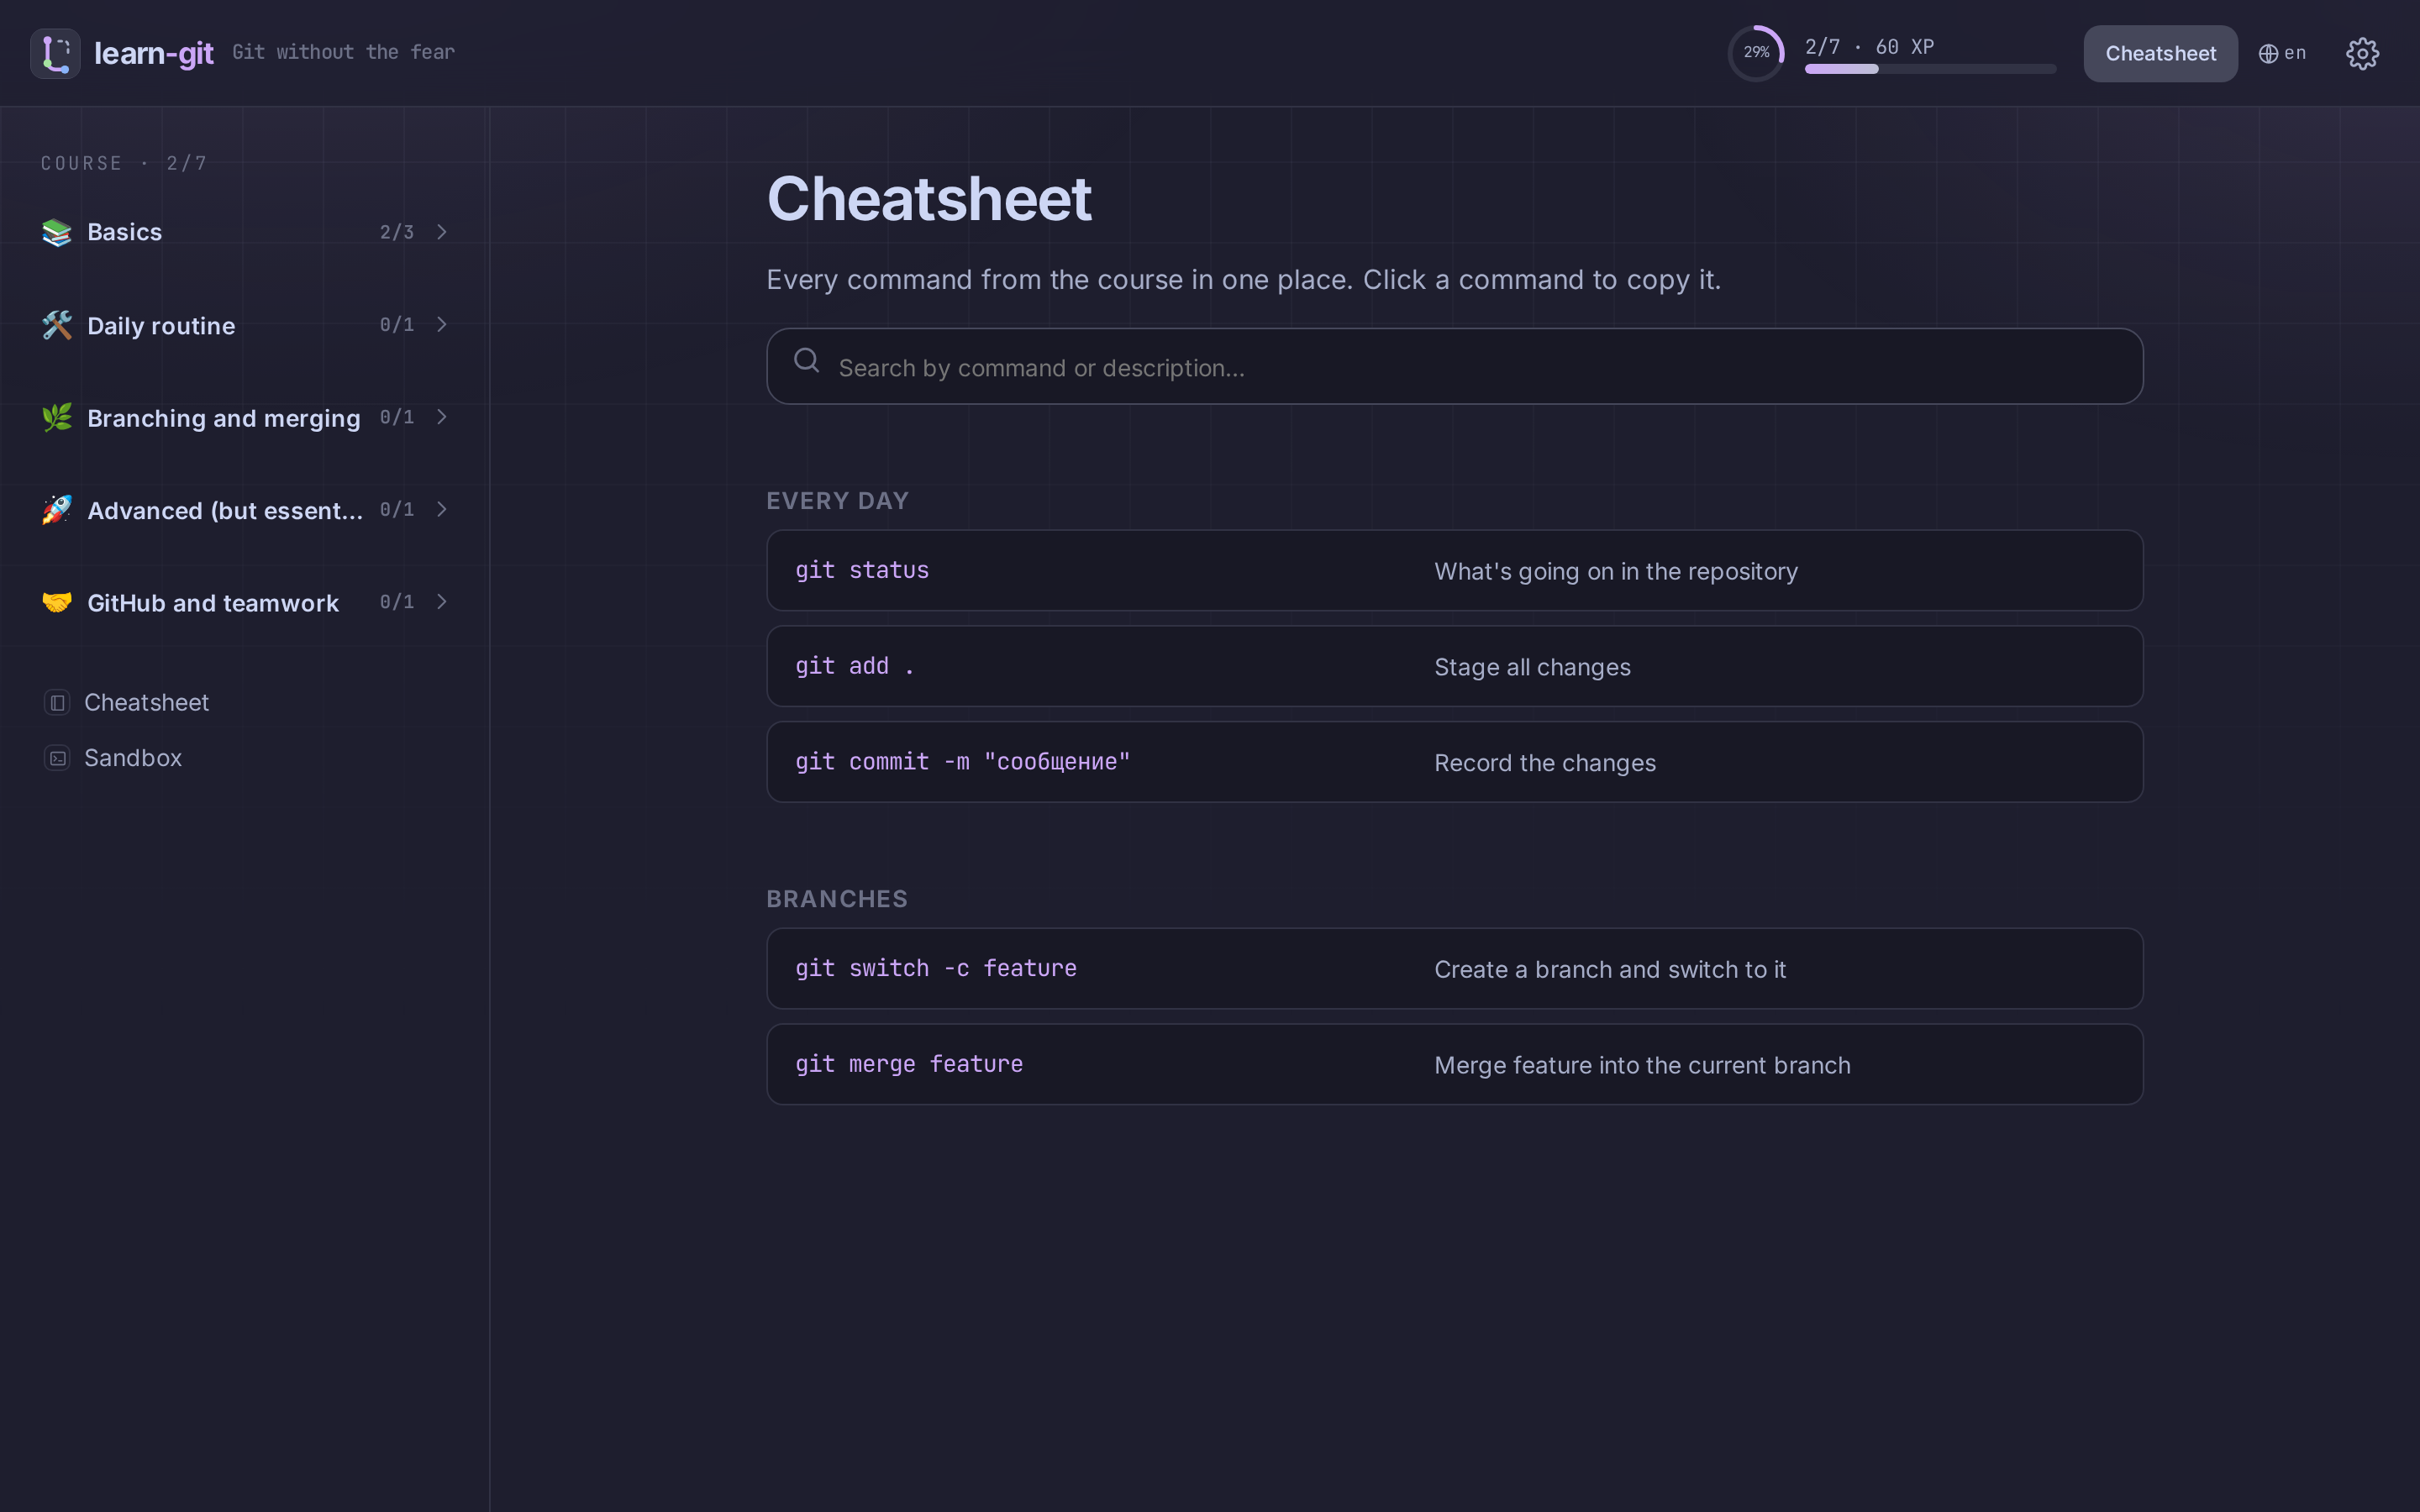 learn-git Git without the fear
29% 2/7 · 60 XP
Cheatsheet
en
COURSE · 2/7
Basics 2/3
Daily routine 0/1
Branching and merging 0/1
Advanced (but essent... 0/1
GitHub and teamwork 0/1
Cheatsheet
Sandbox
Cheatsheet
Every command from the course in one place. Click a command to copy it.
Search by command or description...
EVERY DAY
git status What's going on in the repository
git add . Stage all changes
git commit -m "сообщение" Record the changes
BRANCHES
git switch -c feature Create a branch and switch to it
git merge feature Merge feature into the current branch